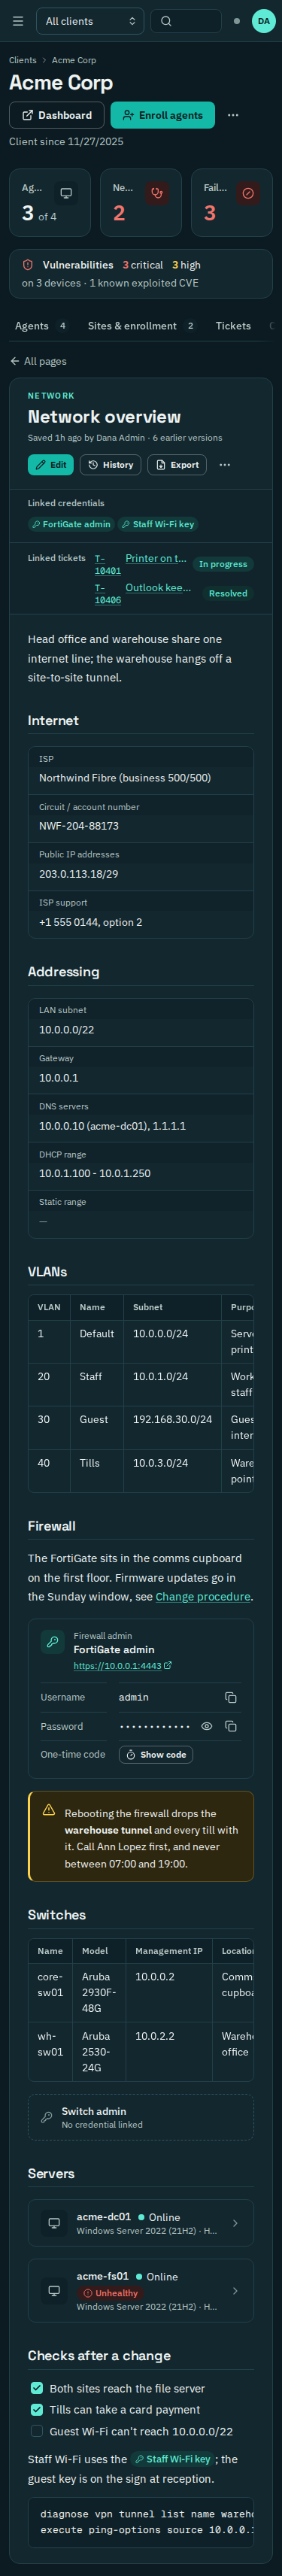 All clients
DA
Clients > Acme Corp
Acme Corp
Dashboard
Enroll agents
Client since 11/27/2025
Ag...
3 of 4
Ne...
2
Fail...
3
Vulnerabilities 3 critical 3 high
on 3 devices · 1 known exploited CVE
Agents 4 Sites & enrollment 2 Tickets
← All pages
NETWORK
Network overview
Saved 1h ago by Dana Admin · 6 earlier versions
Edit
History
Export
Linked credentials
FortiGate admin
Staff Wi-Fi key
Linked tickets
T-10401 Printer on t... In progress
T-10406 Outlook kee... Resolved
Head office and warehouse share one
internet line; the warehouse hangs off a
site-to-site tunnel.
Internet
ISP
Northwind Fibre (business 500/500)
Circuit / account number
NWF-204-88173
Public IP addresses
203.0.113.18/29
ISP support
+1 555 0144, option 2
Addressing
LAN subnet
10.0.0.0/22
Gateway
10.0.0.1
DNS servers
10.0.0.10 (acme-dc01), 1.1.1.1
DHCP range
10.0.1.100 - 10.0.1.250
Static range
—
VLANs
VLAN Name Subnet Purpo
1 Default 10.0.0.0/24 Serve
print
20 Staff 10.0.1.0/24 Work
staff
30 Guest 192.168.30.0/24 Gues
inter
40 Tills 10.0.3.0/24 Ware
point
Firewall
The FortiGate sits in the comms cupboard
on the first floor. Firmware updates go in
the Sunday window, see Change procedure.
Firewall admin
FortiGate admin
https://10.0.0.1:4443
Username admin
Password ••••••••••••
One-time code Show code
Rebooting the firewall drops the
warehouse tunnel and every till with
it. Call Ann Lopez first, and never
between 07:00 and 19:00.
Switches
Name Model Management IP Location
core-sw01 Aruba 2930F-48G 10.0.0.2 Comm
cupboa
wh-sw01 Aruba 2530-24G 10.0.2.2 Wareh
office
Switch admin
No credential linked
Servers
acme-dc01 Online
Windows Server 2022 (21H2) · H...
acme-fs01 Online
Unhealthy
Windows Server 2022 (21H2) · H...
Checks after a change
Both sites reach the file server
Tills can take a card payment
Guest Wi-Fi can't reach 10.0.0.0/22
Staff Wi-Fi uses the Staff Wi-Fi key; the
guest key is on the sign at reception.
diagnose vpn tunnel list name wareho
execute ping-options source 10.0.0.1